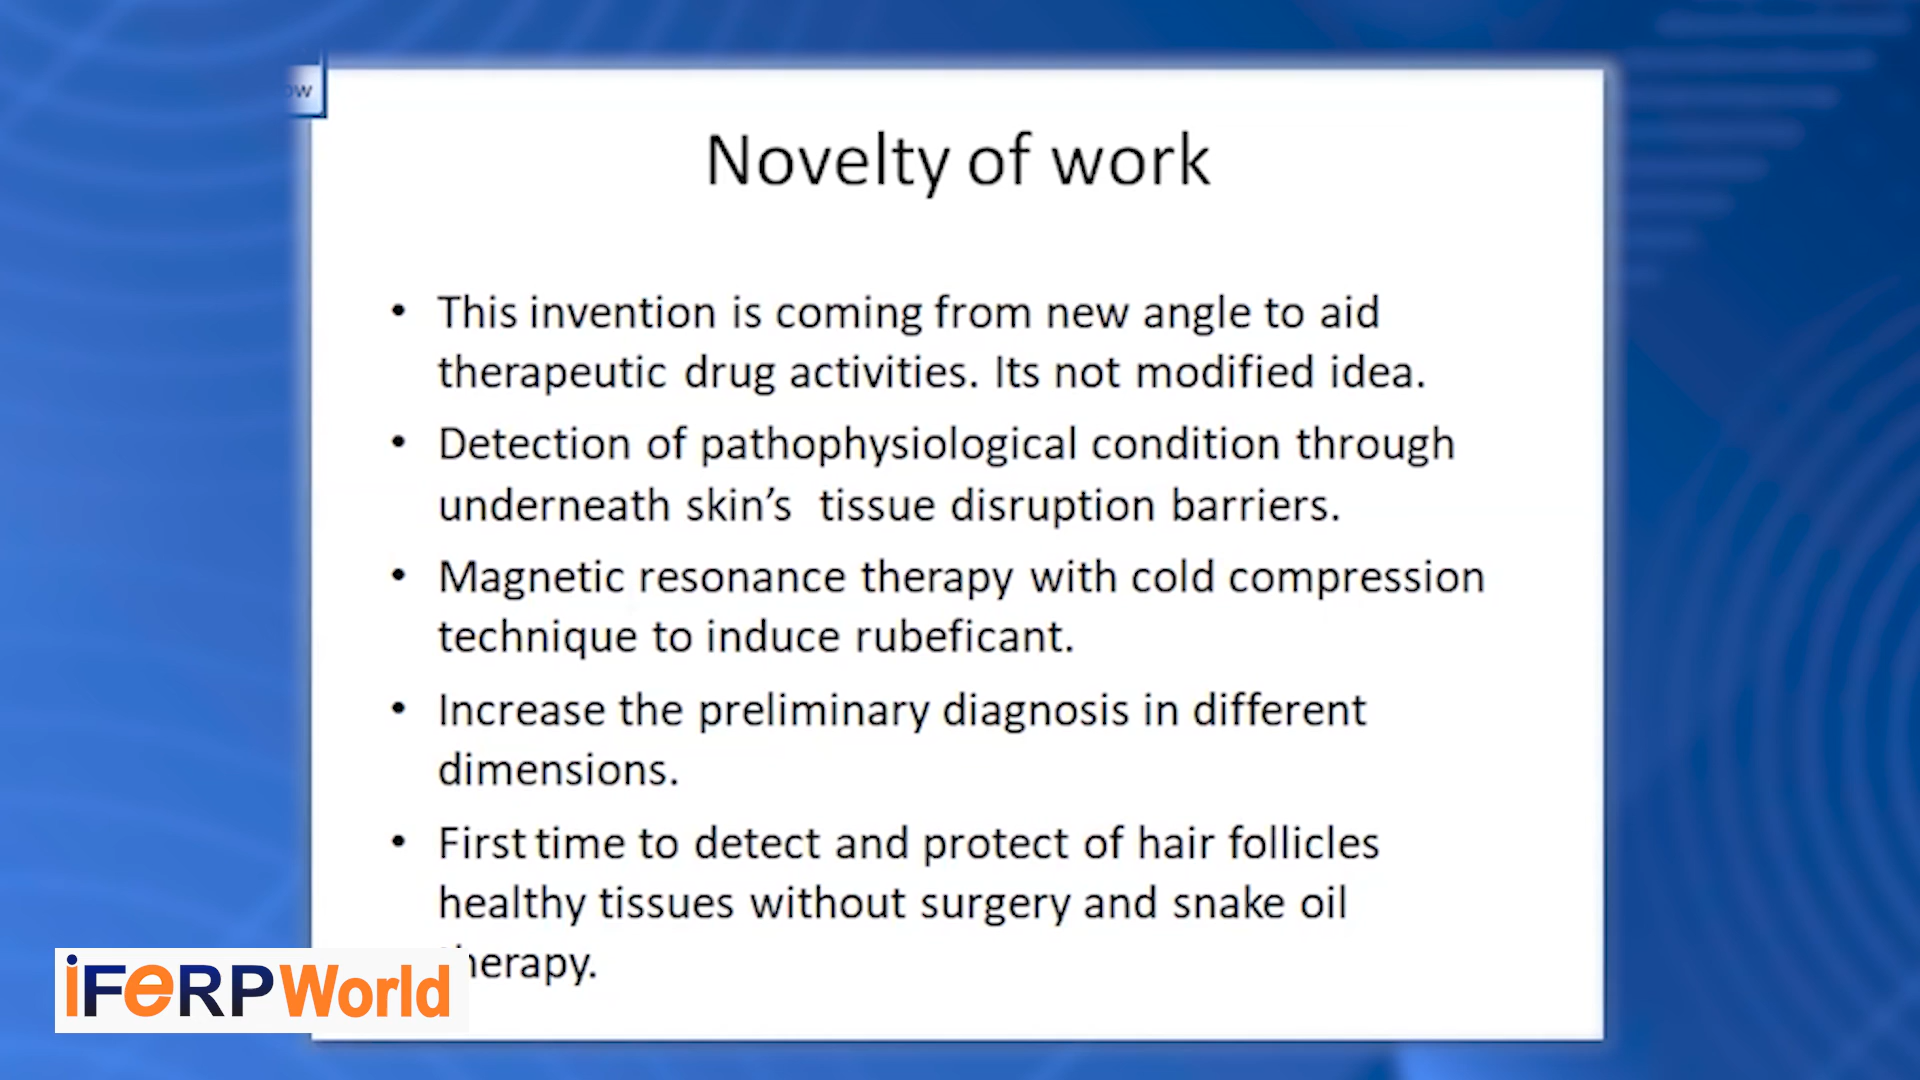 ow
Novelty of work
• This invention is coming from new angle to aid
therapeutic drug activities. Its not modified idea.
• Detection of pathophysiological condition through
underneath skin’s tissue disruption barriers.
• Magnetic resonance therapy with cold compression
technique to induce rubeficant.
• Increase the preliminary diagnosis in different
dimensions.
• First time to detect and protect of hair follicles
healthy tissues without surgery and snake oil
therapy.
iFeRP World